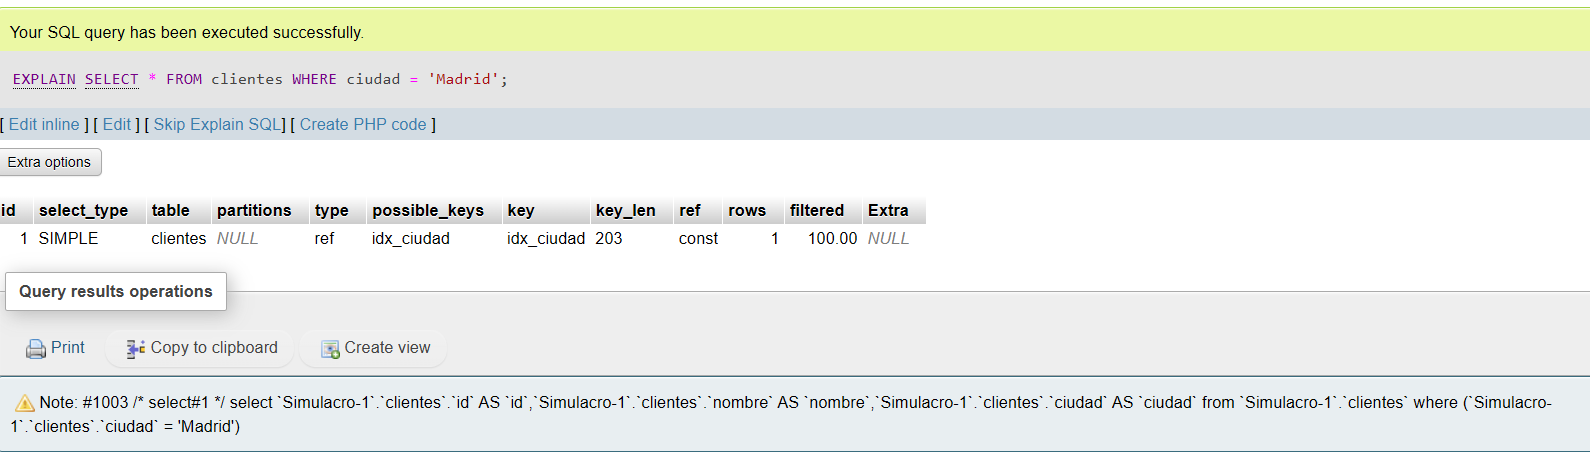 Your SQL query has been executed successfully.
EXPLAIN SELECT * FROM clientes WHERE ciudad = 'Madrid';
[ Edit inline ] [ Edit ] [ Skip Explain SQL] [ Create PHP code ]
Extra options
id select_type table partitions type possible_keys key key_len ref rows filtered Extra
1 SIMPLE clientes NULL ref idx_ciudad idx_ciudad 203 const 1 100.00 NULL
Query results operations
Print Copy to clipboard Create view
Note: #1003 /* select#1 */ select `Simulacro-1`.`clientes`.`id` AS `id`,`Simulacro-1`.`clientes`.`nombre` AS `nombre`,`Simulacro-1`.`clientes`.`ciudad` AS `ciudad` from `Simulacro-1`.`clientes` where (`Simulacro-
1`.`clientes`.`ciudad` = 'Madrid')